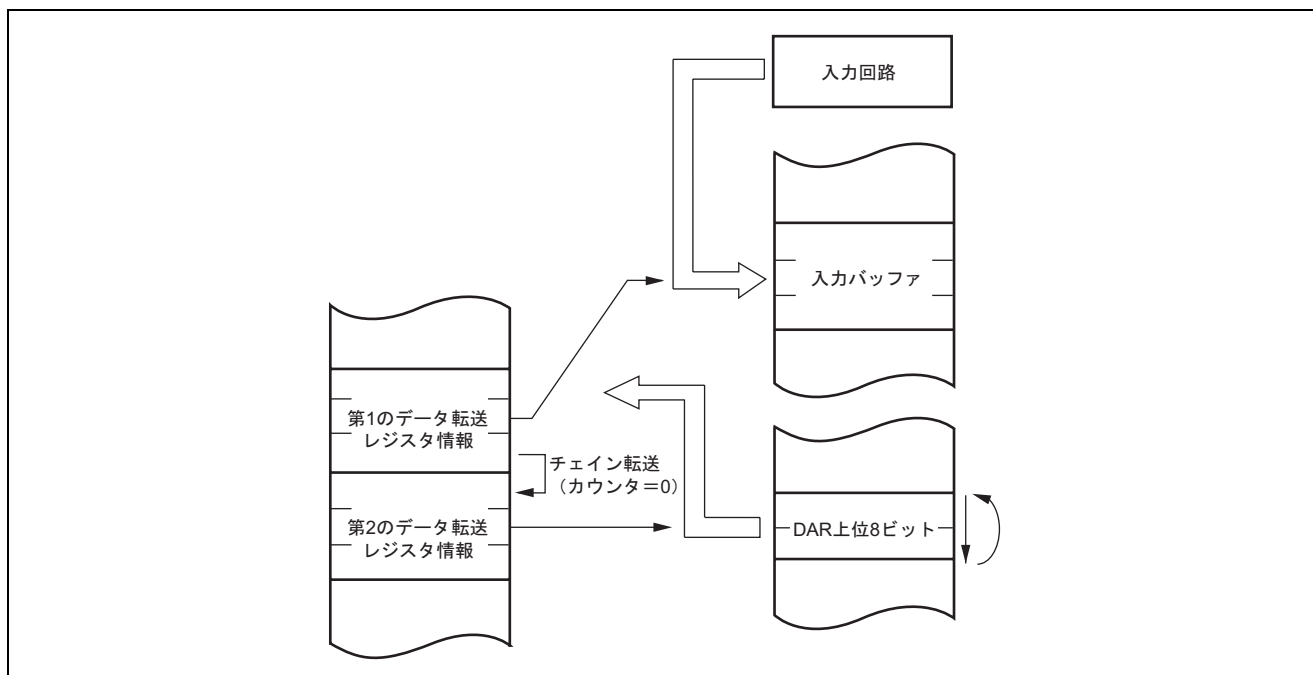 入力回路
入力バッファ
第1のデータ転送
レジスタ情報
チェイン転送
（カウンタ＝0）
第2のデータ転送
レジスタ情報
DAR上位8ビット